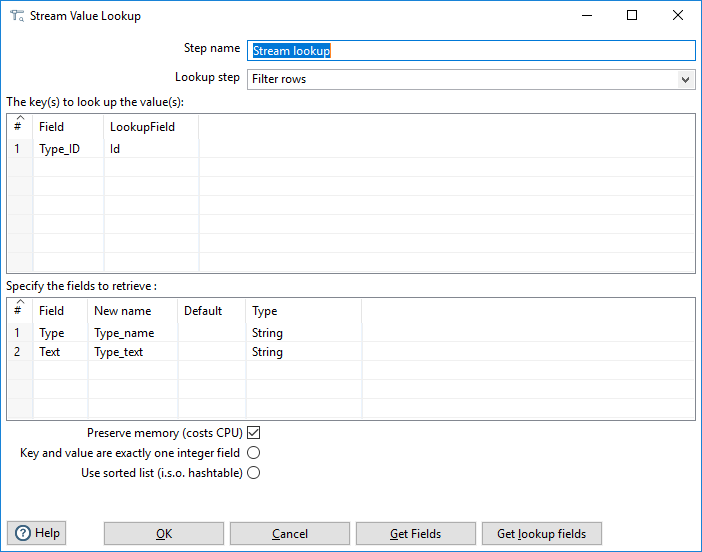 Stream Value Lookup
Step name Stream lookup
Lookup step Filter rows
The key(s) to look up the value(s):
# Field LookupField
1 Type_ID Id
Specify the fields to retrieve :
# Field New name Default Type
1 Type Type_name String
2 Text Type_text String
Preserve memory (costs CPU)
Key and value are exactly one integer field
Use sorted list (i.s.o. hashtable)
Help OK Cancel Get Fields Get lookup fields